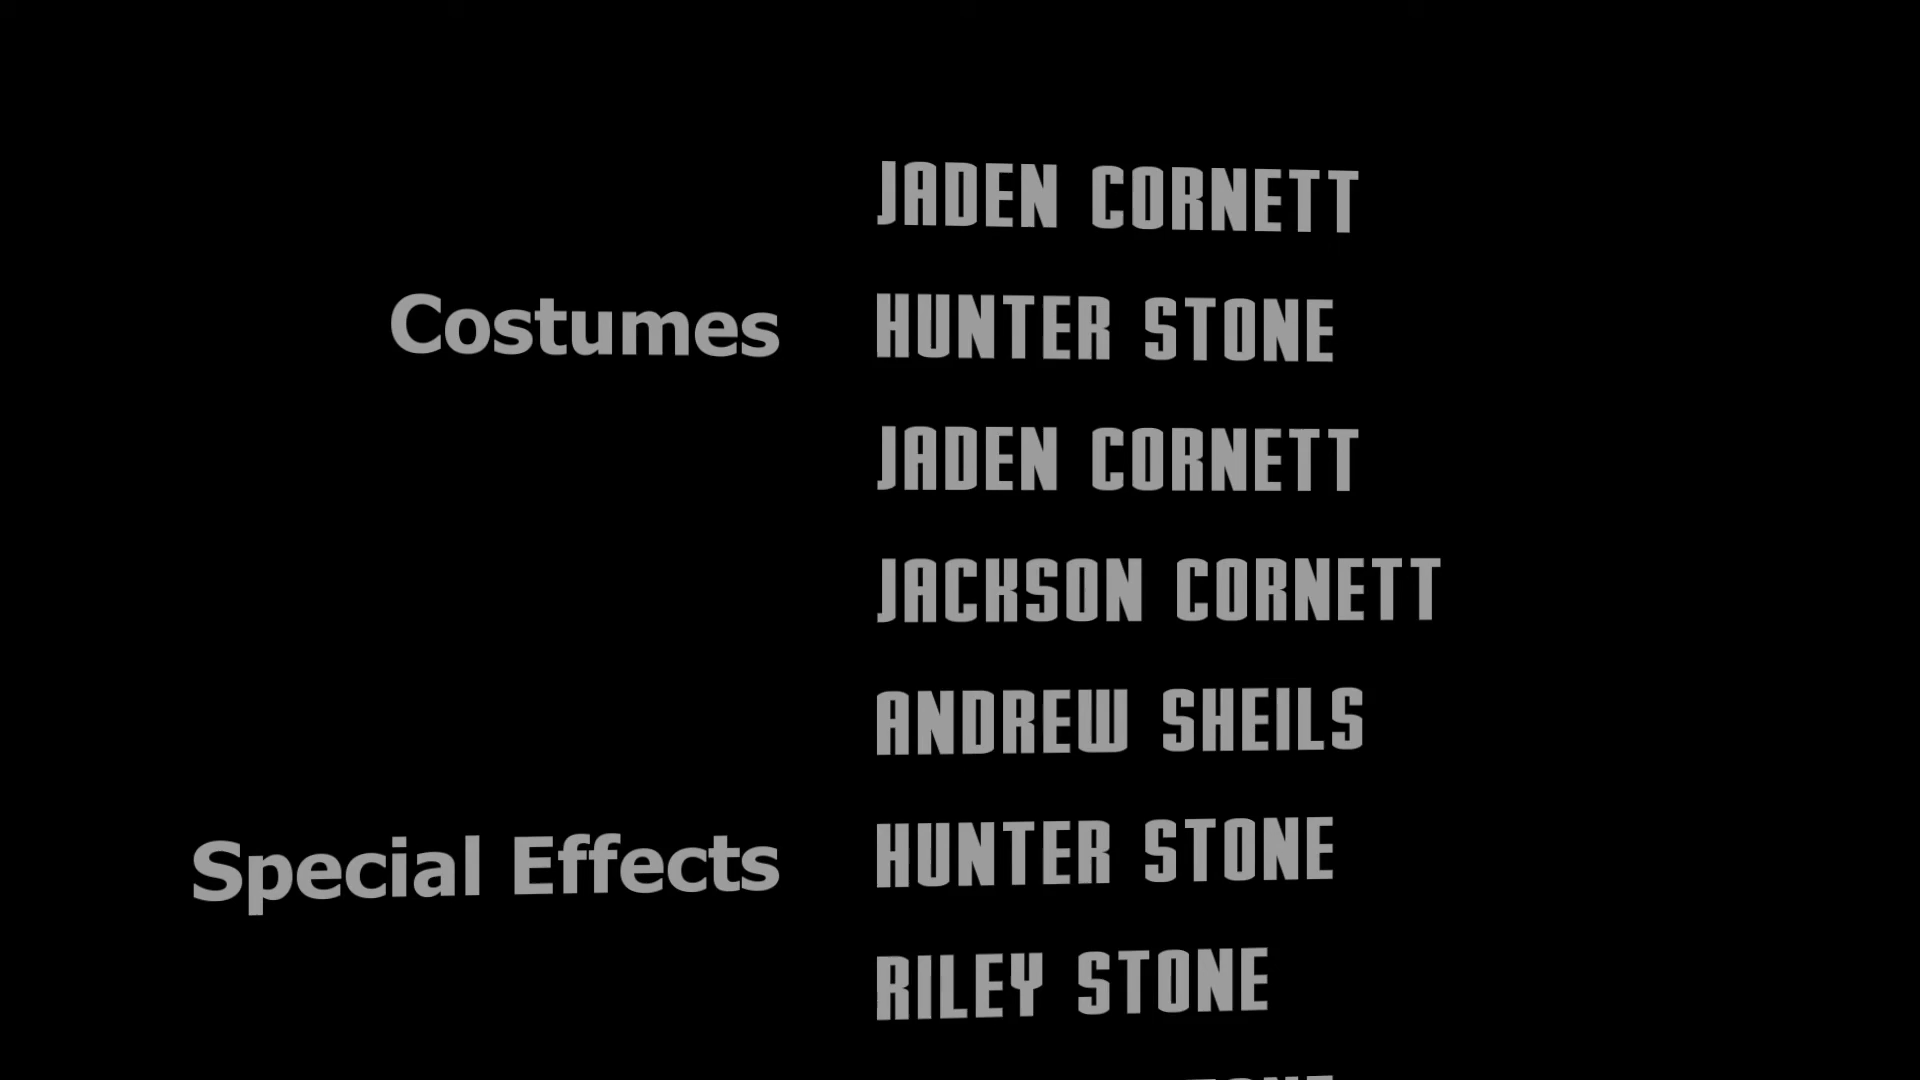 JADEN CORNETT
Costumes HUNTER STONE
JADEN CORNETT
JACKSON CORNETT
ANDREW SHEILS
Special Effects HUNTER STONE
RILEY STONE